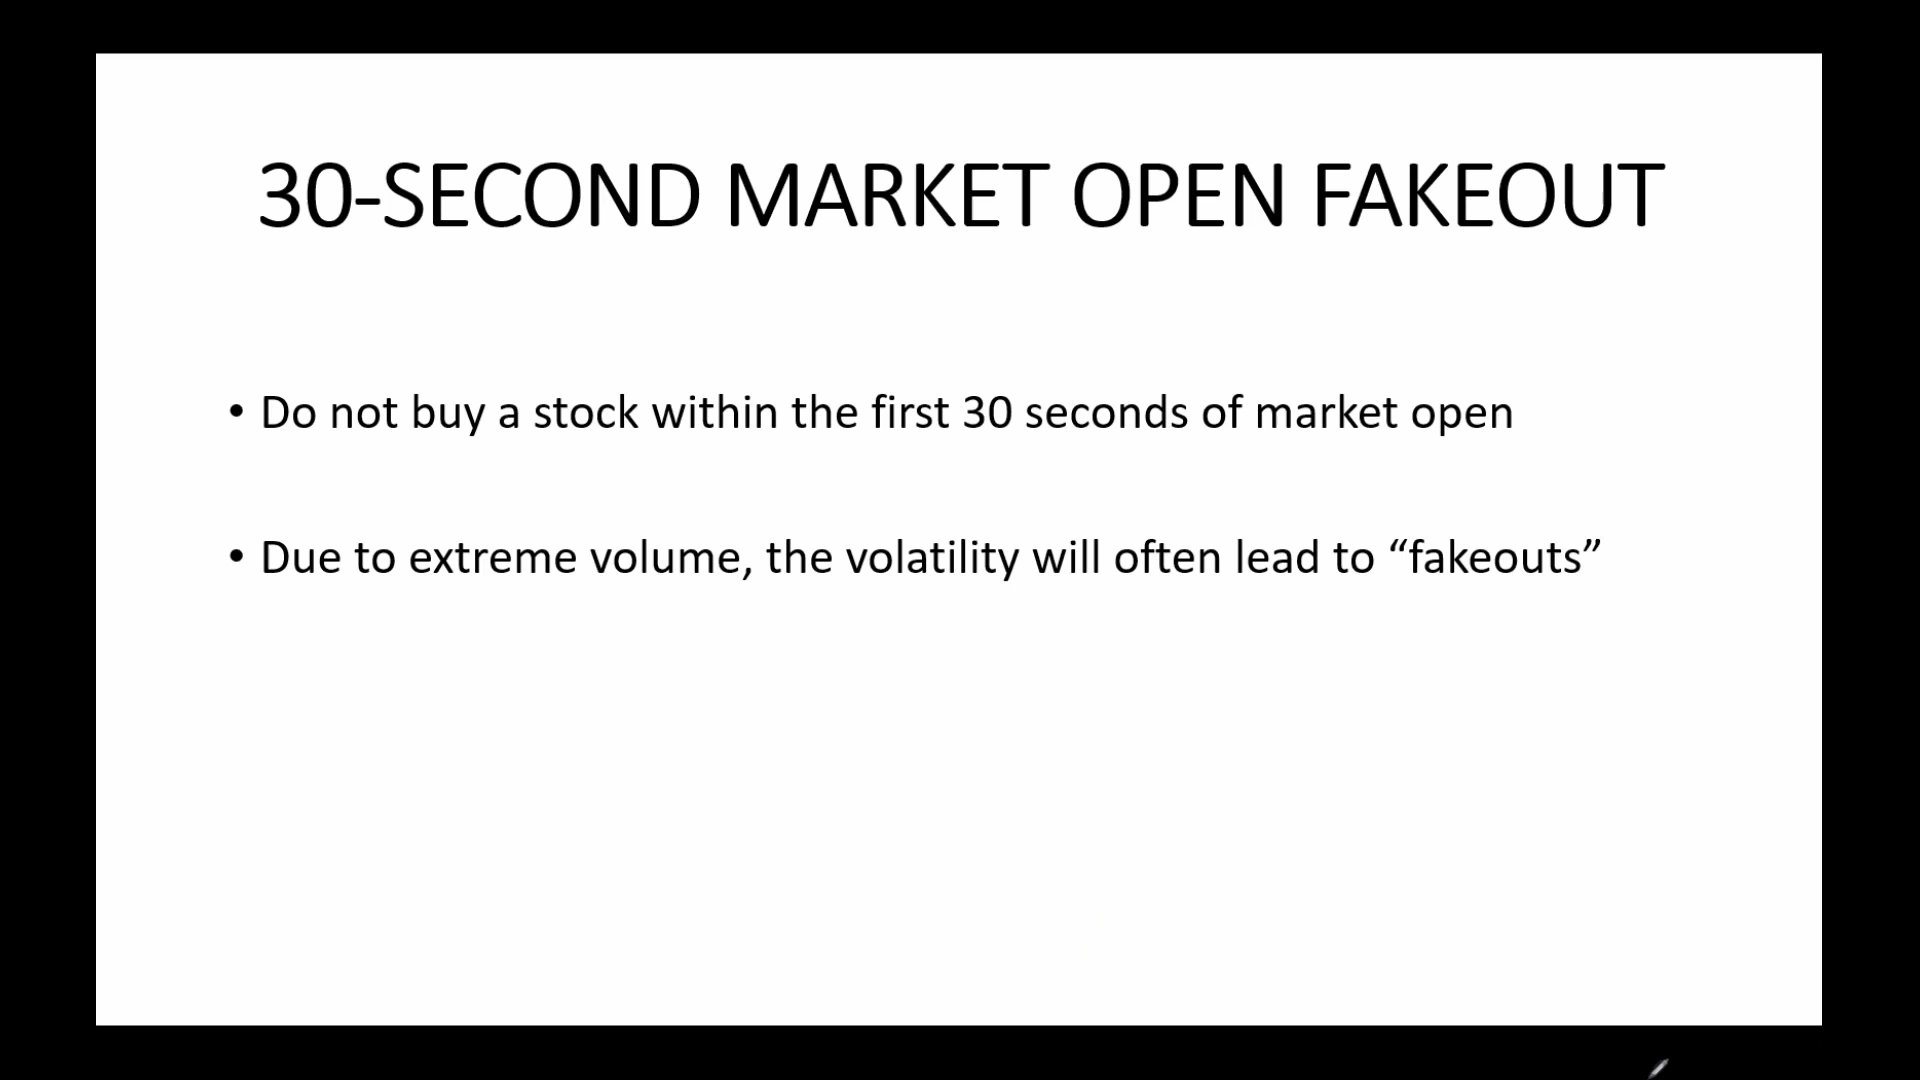 30-SECOND MARKET OPEN FAKEOUT
• Do not buy a stock within the first 30 seconds of market open
• Due to extreme volume, the volatility will often lead to “fakeouts”